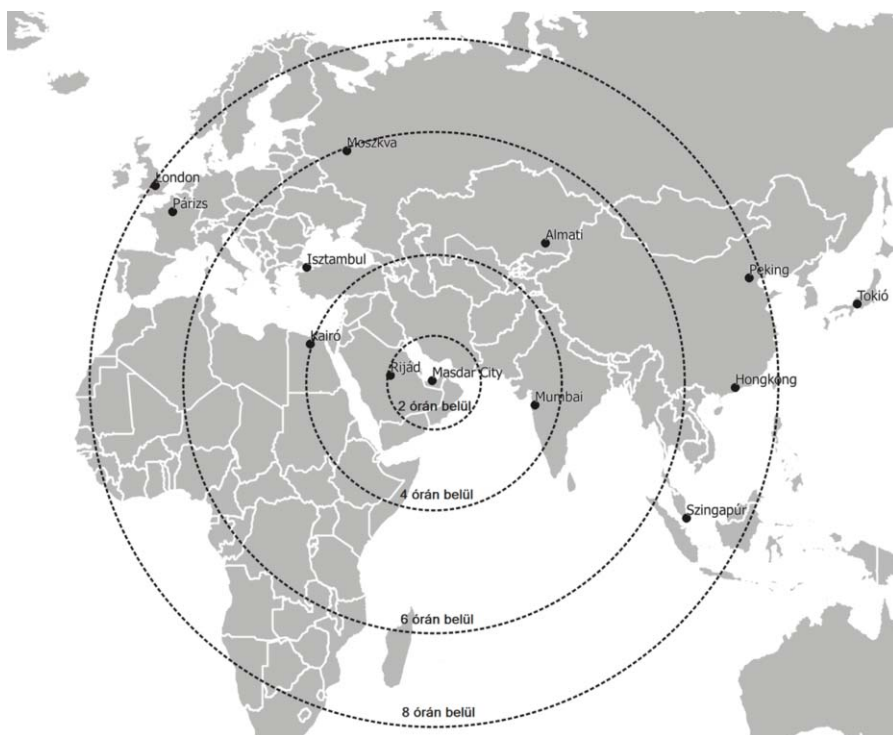 Moszkva
London
Párizs
Almati
Isztambul
Peking
Tokió
Kairó
Rijád
Masdar City
Hongkong
Mumbai
2 órán belül
4 órán belül
Szingapúr
6 órán belül
8 órán belül